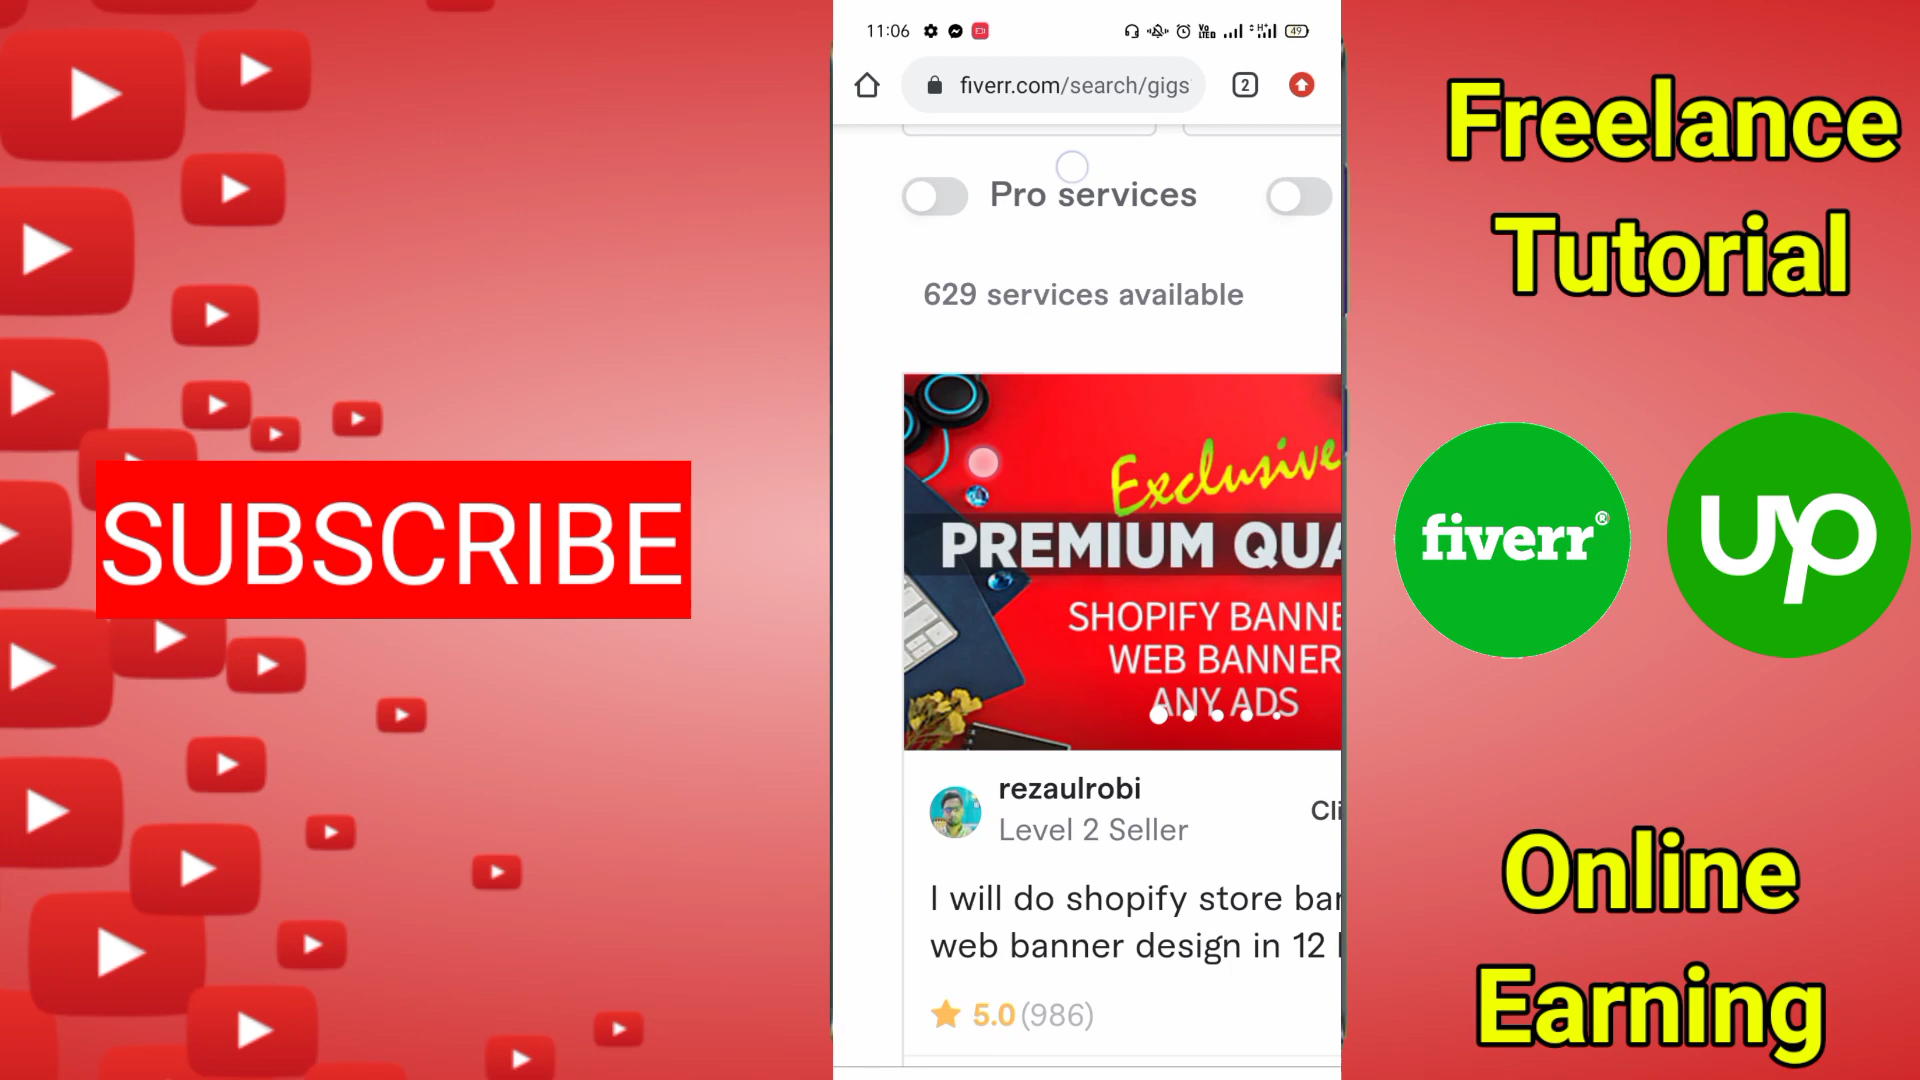 11:06
49
fiverr.com/search/gigs
2
Pro services
629 services available
Exclusive
PREMIUM QUA
SHOPIFY BANNE
WEB BANNER
ANY ADS
rezaulrobi
Level 2 Seller
Cli
I will do shopify store bar
web banner design in 12
5.0 (986)
SUBSCRIBE
Freelance
Tutorial
fiverr®
up
Online
Earning